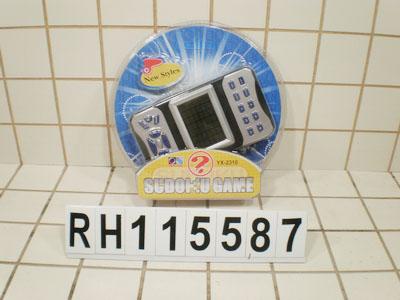 New Styles
?
YX-2310
SUDOKU GAME
RH115587